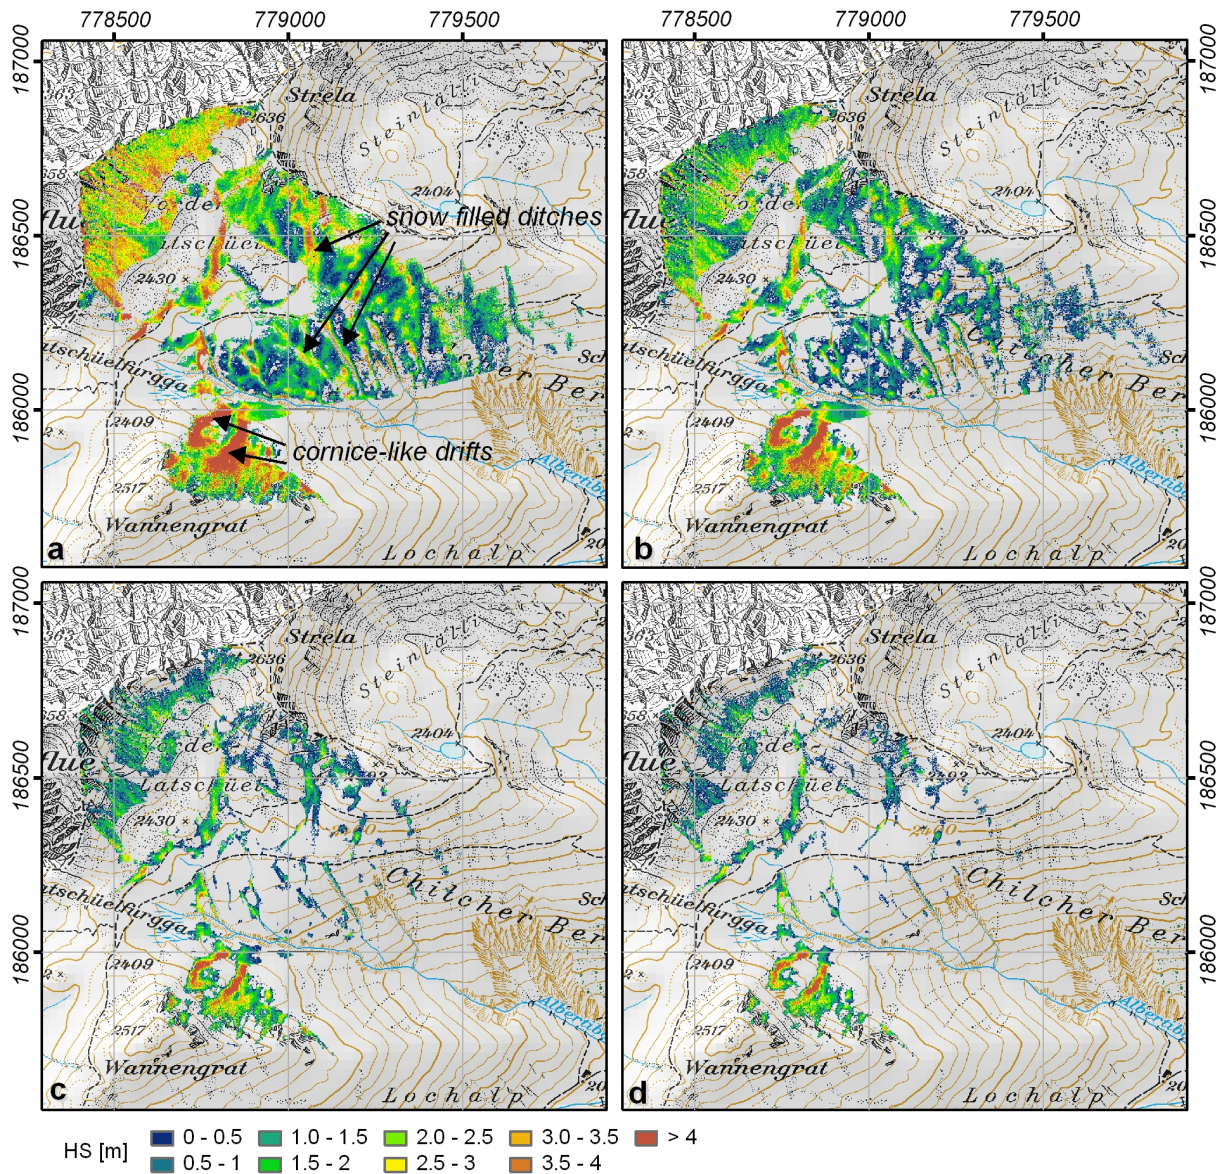 778500 779000 779500 778500 779000 779500
187000 186500 186000
187000 186500 186000
Strela
2636
Steintälli
2404
snow filled ditches
flue
2430
cornice-like drifts
2409
2517
Wannengrat
Lochalp
a
Strela
2636
Steintälli
2404
flue
2430
2409
2517
Wannengrat
Lochalp
b
187000 186500 186000
187000 186500 186000
Strela
2636
Steintälli
2404
flue
Latschüel
2430
Chilcher Ber
2409
2517
Wannengrat
Lochalp
c
Strela
2636
Steintälli
2404
flue
Latschüel
2430
Chilcher Ber
2409
2517
Wannengrat
Lochalp
d
HS [m] 0 - 0.5 1.0 - 1.5 2.0 - 2.5 3.0 - 3.5 > 4
0.5 - 1 1.5 - 2 2.5 - 3 3.5 - 4